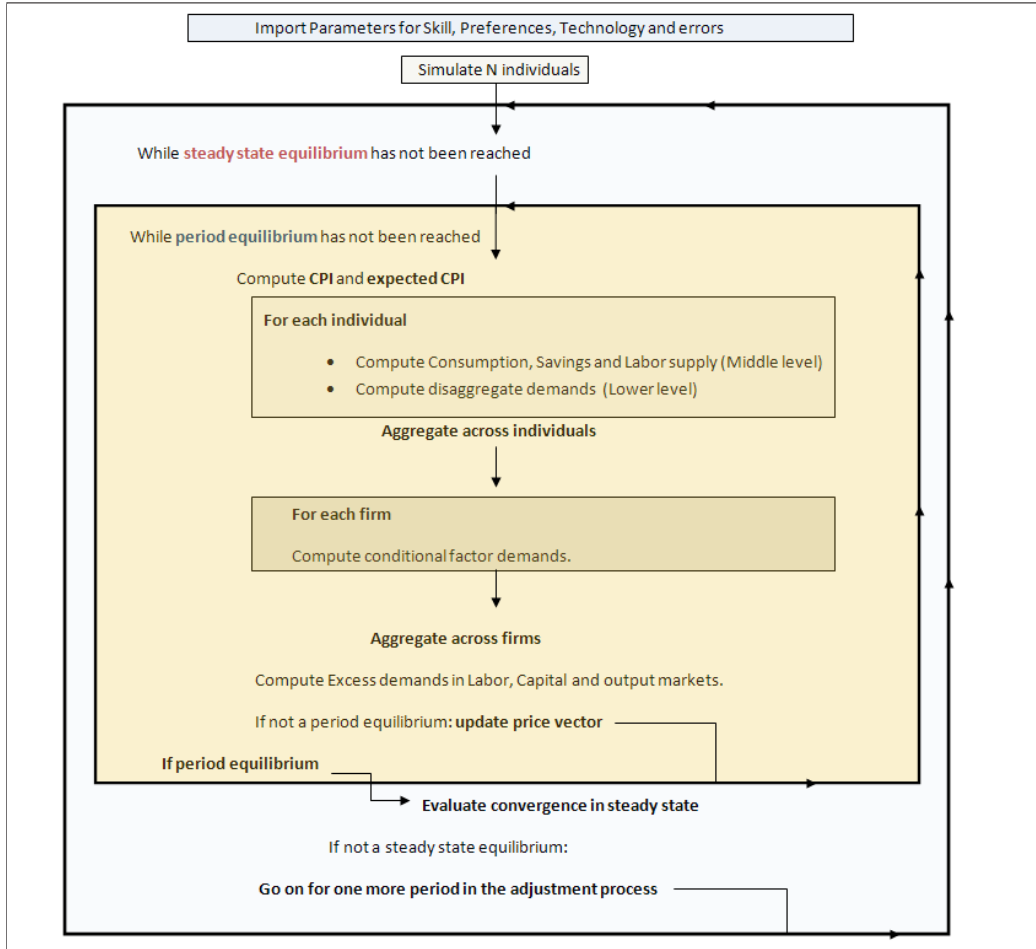 Import Parameters for Skill, Preferences, Technology and errors
Simulate N individuals
While steady state equilibrium has not been reached
While period equilibrium has not been reached
Compute CPI and expected CPI
For each individual
• Compute Consumption, Savings and Labor supply (Middle level)
• Compute disaggregate demands (Lower level)
Aggregate across individuals
For each firm
Compute conditional factor demands.
Aggregate across firms
Compute Excess demands in Labor, Capital and output markets.
If not a period equilibrium: update price vector
If period equilibrium
Evaluate convergence in steady state
If not a steady state equilibrium:
Go on for one more period in the adjustment process